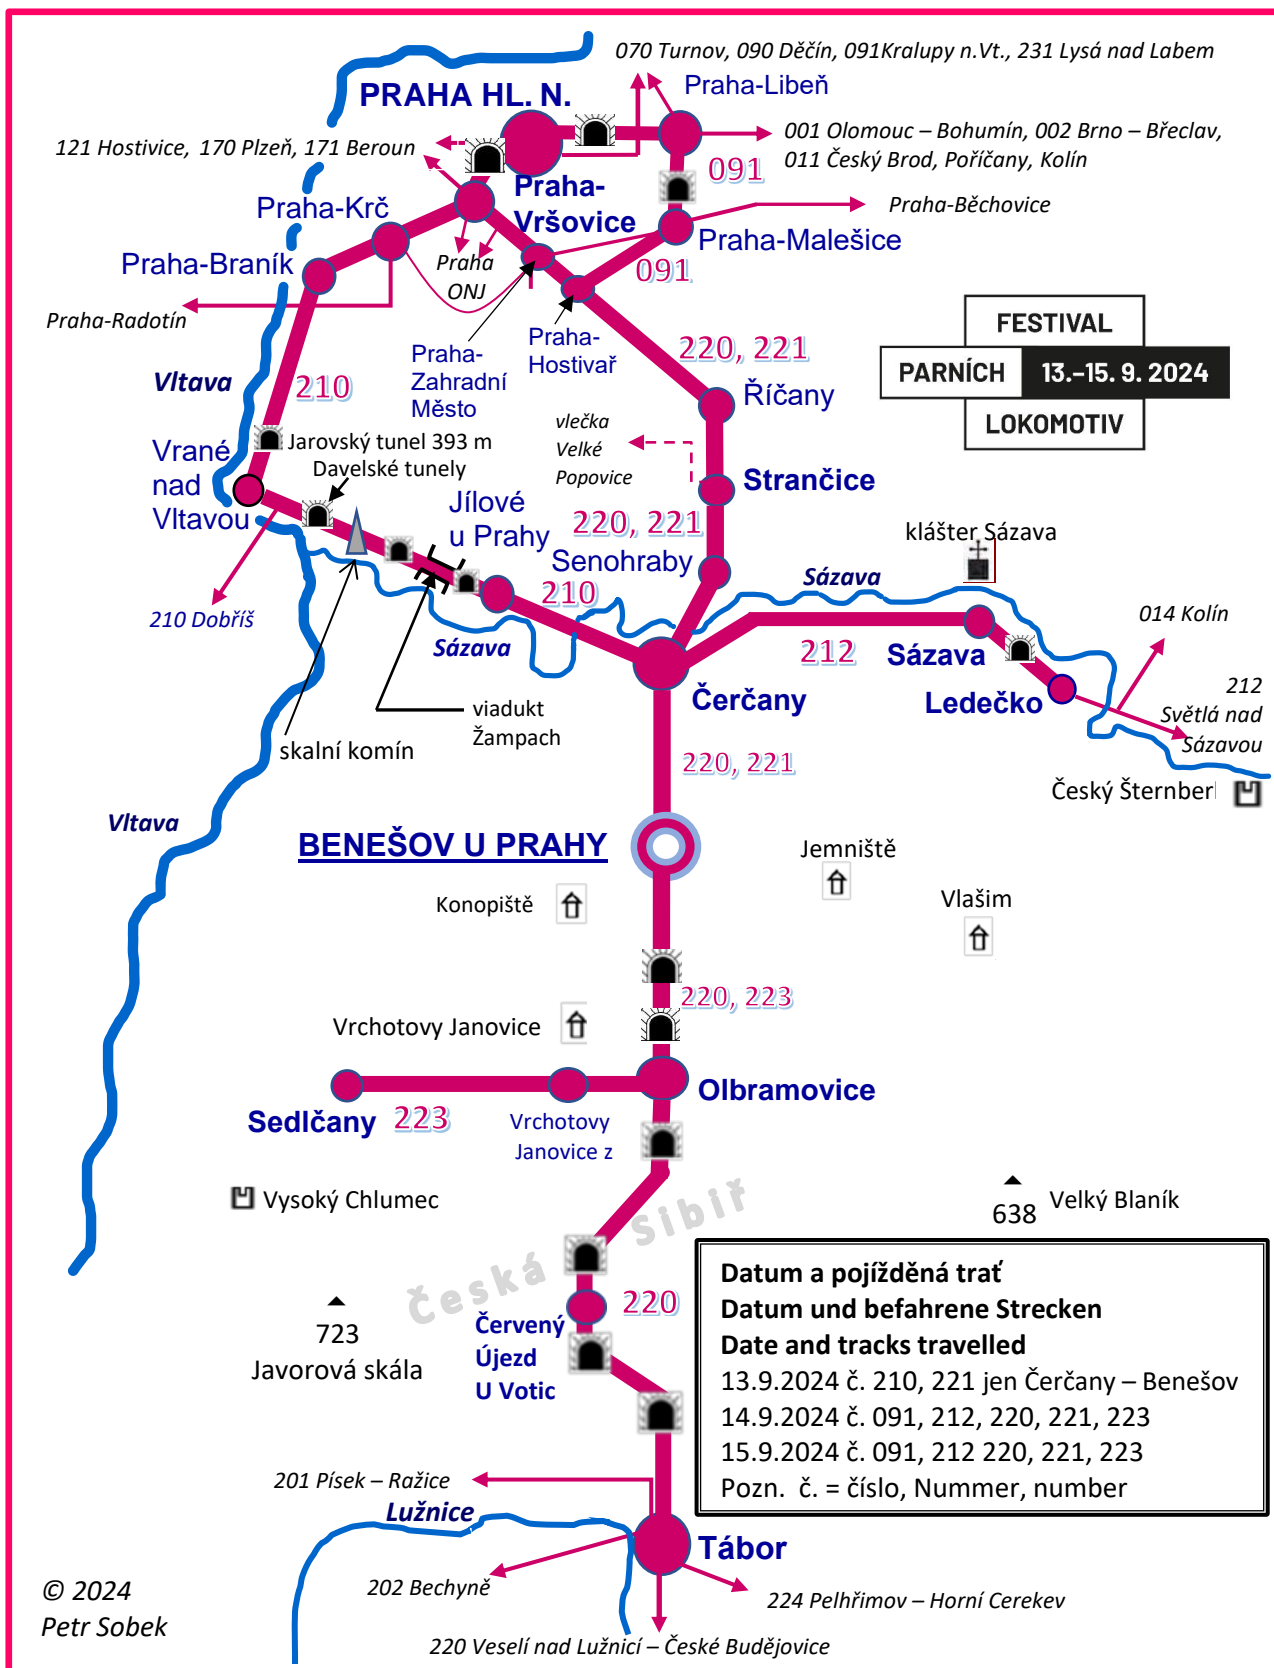 070 Turnov, 090 Děčín, 091Kralupy n.Vt., 231 Lysá nad Labem
PRAHA HL. N.
Praha-Libeň
121 Hostivice, 170 Plzeň, 171 Beroun
001 Olomouc – Bohumín, 002 Brno – Břeclav,
011 Český Brod, Poříčany, Kolín
091
Praha-
Vršovice
Praha-Krč
Praha-Běchovice
Praha-Malešice
Praha-Braník
Praha
ONJ
091
Praha-Radotín
Praha-
Zahradní
Město
Praha-
Hostivař
220, 221
FESTIVAL
PARNÍCH 13.–15. 9. 2024
LOKOMOTIV
Vltava
210
Říčany
Jarovský tunel 393 m
Davelské tunely
vlečka
Velké
Popovice
Vrané
nad
Vltavou
Strančice
Jílové
u Prahy
220, 221
klášter Sázava
Senohraby
Sázava
210
210 Dobříš
Sázava
212
Sázava
014 Kolín
Čerčany
Ledečko
212
Světlá nad
Sázavou
viadukt
Žampach
skalní komín
220, 221
Český Šternber
Vltava
BENEŠOV U PRAHY
Jemniště
Konopiště
Vlašim
220, 223
Vrchotovy Janovice
Olbramovice
Sedlčany
223
Vrchotovy
Janovice z
Vysoký Chlumec
Velký Blaník
638
Česká Sibiř
220
723
Javorová skála
Červený
Újezd
U Votic
Datum a pojížděná trať
Datum und befahrene Strecken
Date and tracks travelled
13.9.2024 č. 210, 221 jen Čerčany – Benešov
14.9.2024 č. 091, 212, 220, 221, 223
15.9.2024 č. 091, 212 220, 221, 223
Pozn. č. = číslo, Nummer, number
201 Písek – Ražice
Lužnice
Tábor
202 Bechyně
224 Pelhřimov – Horní Cerekev
220 Veselí nad Lužnicí – České Budějovice
© 2024
Petr Sobek